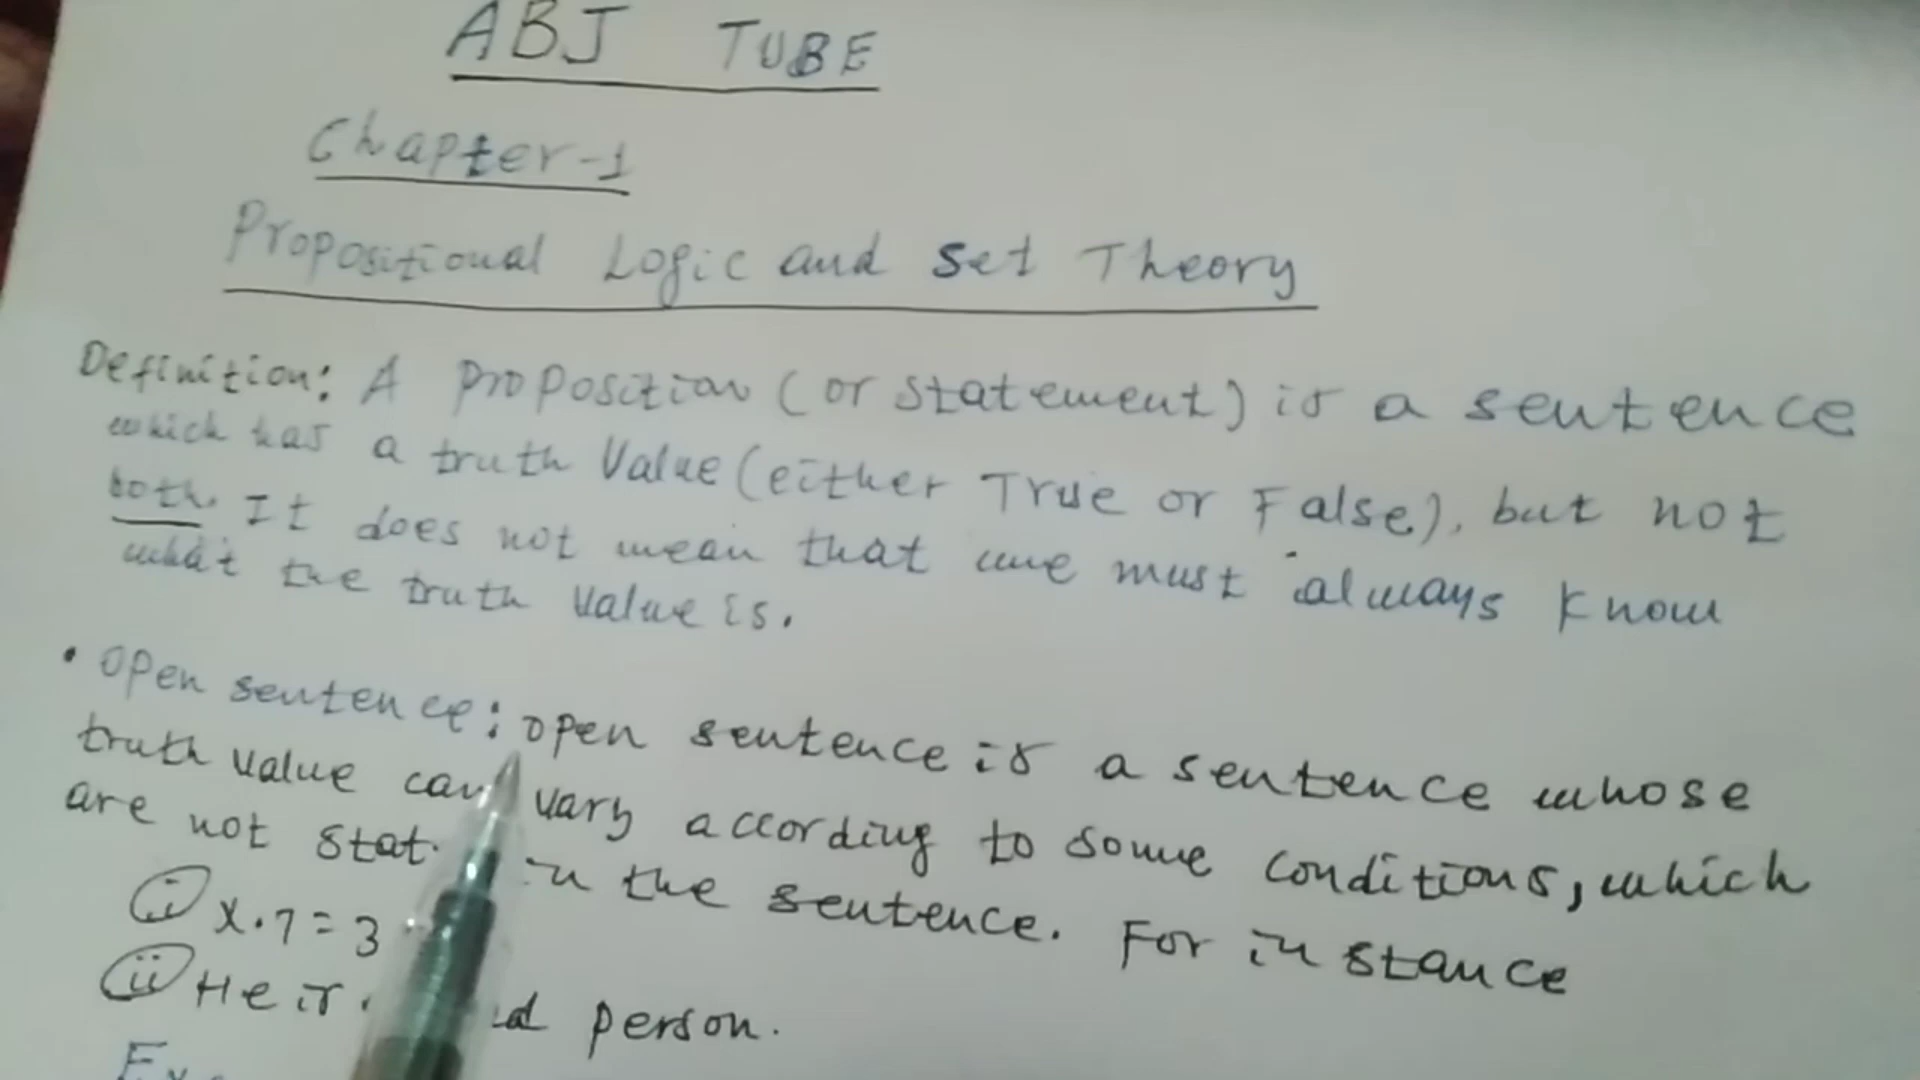 ABJ TUBE
Chapter-1
Propositional Logic and set Theory
Definition: A proposition (or statement) is a sentence
which has a truth value (either True or False), but not
both. It does not mean that one must always know
what the truth value is.
• open sentence: open sentence is a sentence whose
truth value can vary according to some conditions, which
are not in the sentence. For instance
(i) x.7=3
(ii) He is person.